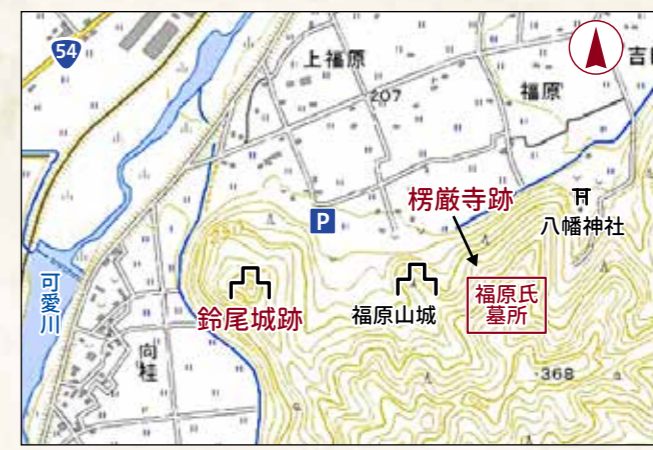 54
上福原
207
福原
吉
P
楞厳寺跡
八幡神社
可愛川
鈴尾城跡
福原山城
福原氏
墓所
向桂
368